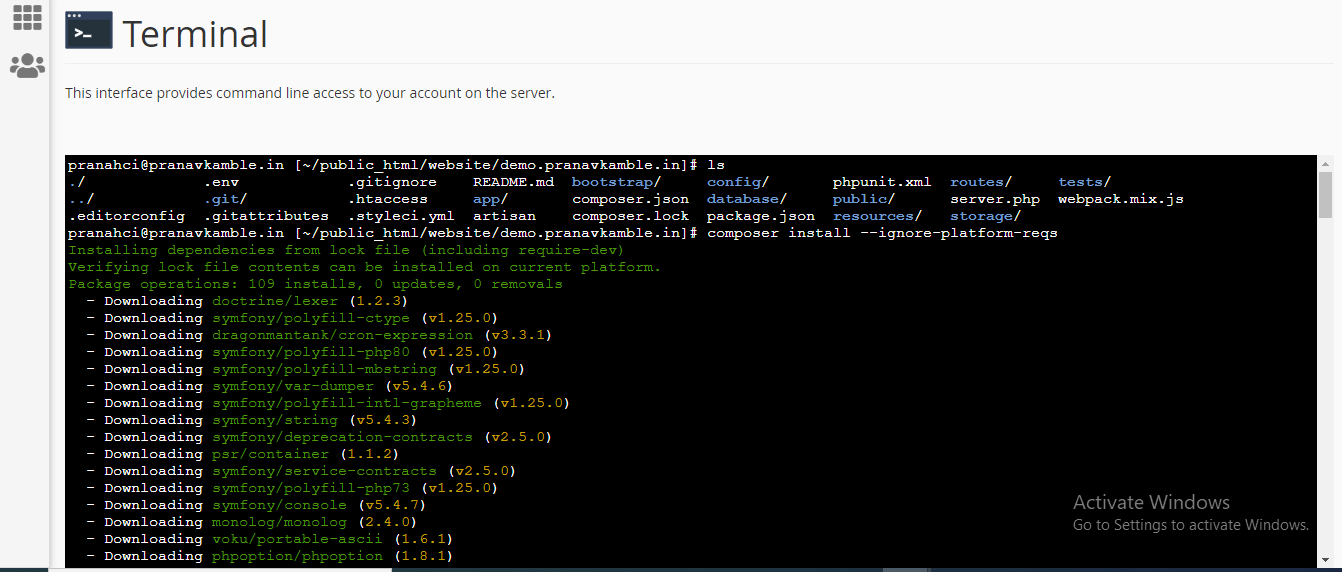 >_ Terminal
This interface provides command line access to your account on the server.
pranahci@pranavkamble.in [~/public_html/website/demo.pranavkamble.in]# ls
./ .env .gitignore README.md bootstrap/ config/ phpunit.xml routes/ tests/
../ .git/ .htaccess app/ composer.json database/ public/ server.php webpack.mix.js
.editorconfig .gitattributes .styleci.yml artisan composer.lock package.json resources/ storage/
pranahci@pranavkamble.in [~/public_html/website/demo.pranavkamble.in]# composer install --ignore-platform-reqs
Installing dependencies from lock file (including require-dev)
Verifying lock file contents can be installed on current platform.
Package operations: 109 installs, 0 updates, 0 removals
- Downloading doctrine/lexer (1.2.3)
- Downloading symfony/polyfill-ctype (v1.25.0)
- Downloading dragonmantank/cron-expression (v3.3.1)
- Downloading symfony/polyfill-php80 (v1.25.0)
- Downloading symfony/polyfill-mbstring (v1.25.0)
- Downloading symfony/var-dumper (v5.4.6)
- Downloading symfony/polyfill-intl-grapheme (v1.25.0)
- Downloading symfony/string (v5.4.3)
- Downloading symfony/deprecation-contracts (v2.5.0)
- Downloading psr/container (1.1.2)
- Downloading symfony/service-contracts (v2.5.0)
- Downloading symfony/polyfill-php73 (v1.25.0)
- Downloading symfony/console (v5.4.7)
- Downloading monolog/monolog (2.4.0)
- Downloading voku/portable-ascii (1.6.1)
- Downloading phpoption/phpoption (1.8.1)
Activate Windows
Go to Settings to activate Windows.